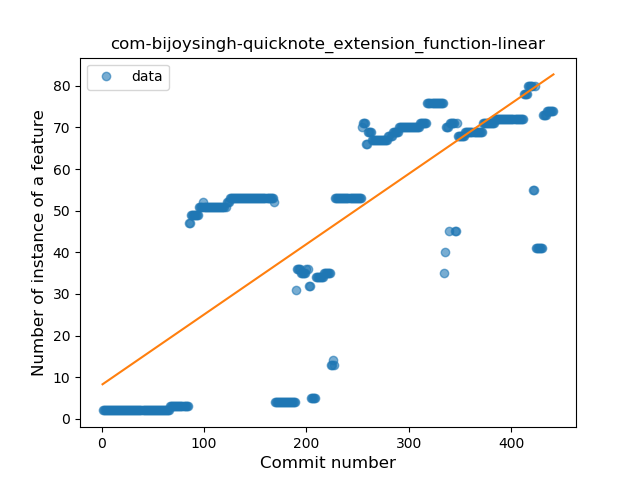 com-bijoysingh-quicknote_extension_function-linear
data
Number of instance of a feature
80
70
60
50
40
30
20
10
0
0 100 200 300 400
Commit number